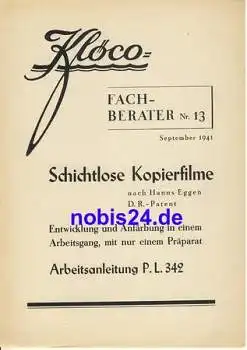 Klöco=
FACH-
BERATER Nr. 13
September 1941
Schichtlose Kopierfilme
nach Hanns Eggen
D. R.-Patent
nobis24.de
Entwicklung und Anfärbung in einem
Arbeitsgang, mit nur einem Präparat
Arbeitsanleitung P. L. 342